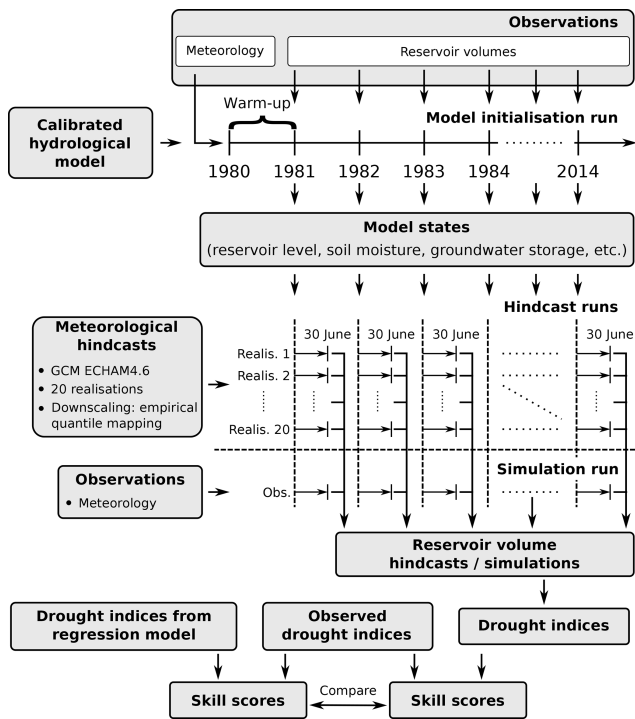 Observations
Meteorology
Reservoir volumes
Warm-up
Model initialisation run
Calibrated
hydrological
model
1980 1981 1982 1983 1984 2014
Model states
(reservoir level, soil moisture, groundwater storage, etc.)
Hindcast runs
Meteorological
hindcasts
• GCM ECHAM4.6
• 20 realisations
• Downscaling: empirical
quantile mapping
30 June 30 June 30 June 30 June
Realis. 1
Realis. 2
Realis. 20
Simulation run
Observations
• Meteorology
Obs.
Reservoir volume
hindcasts / simulations
Drought indices from
regression model
Observed
drought indices
Drought indices
Skill scores
Compare
Skill scores